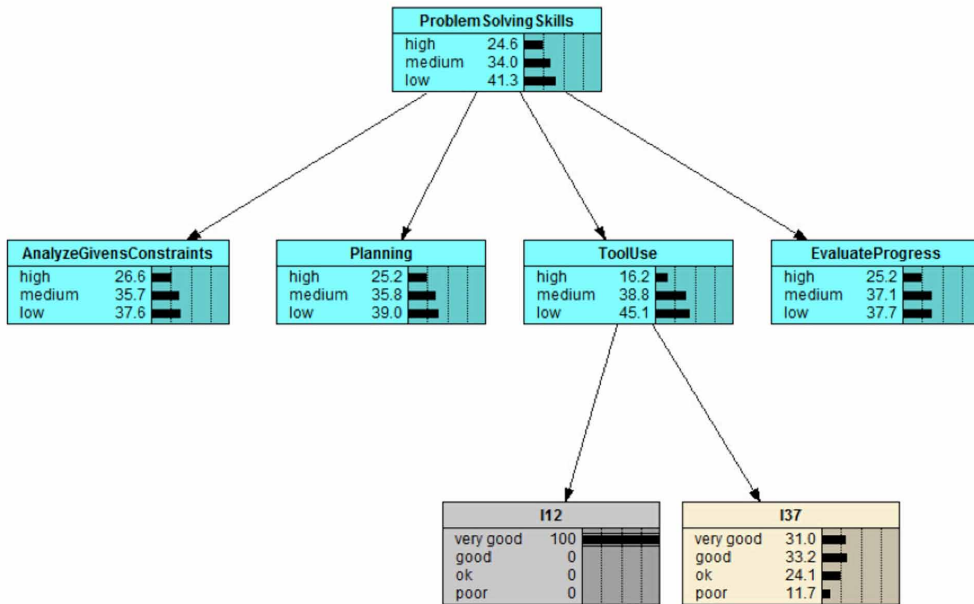 Problem Solving Skills
high 24.6
medium 34.0
low 41.3
AnalyzeGivensConstraints
high 26.6
medium 35.7
low 37.6
Planning
high 25.2
medium 35.8
low 39.0
ToolUse
high 16.2
medium 38.8
low 45.1
EvaluateProgress
high 25.2
medium 37.1
low 37.7
I12
very good 100
good 0
ok 0
poor 0
I37
very good 31.0
good 33.2
ok 24.1
poor 11.7